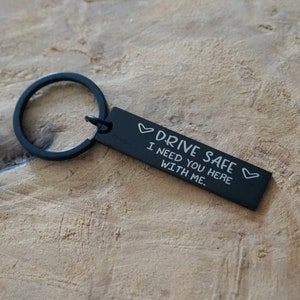 DRIVE SAFE
I NEED YOU HERE
WITH ME.